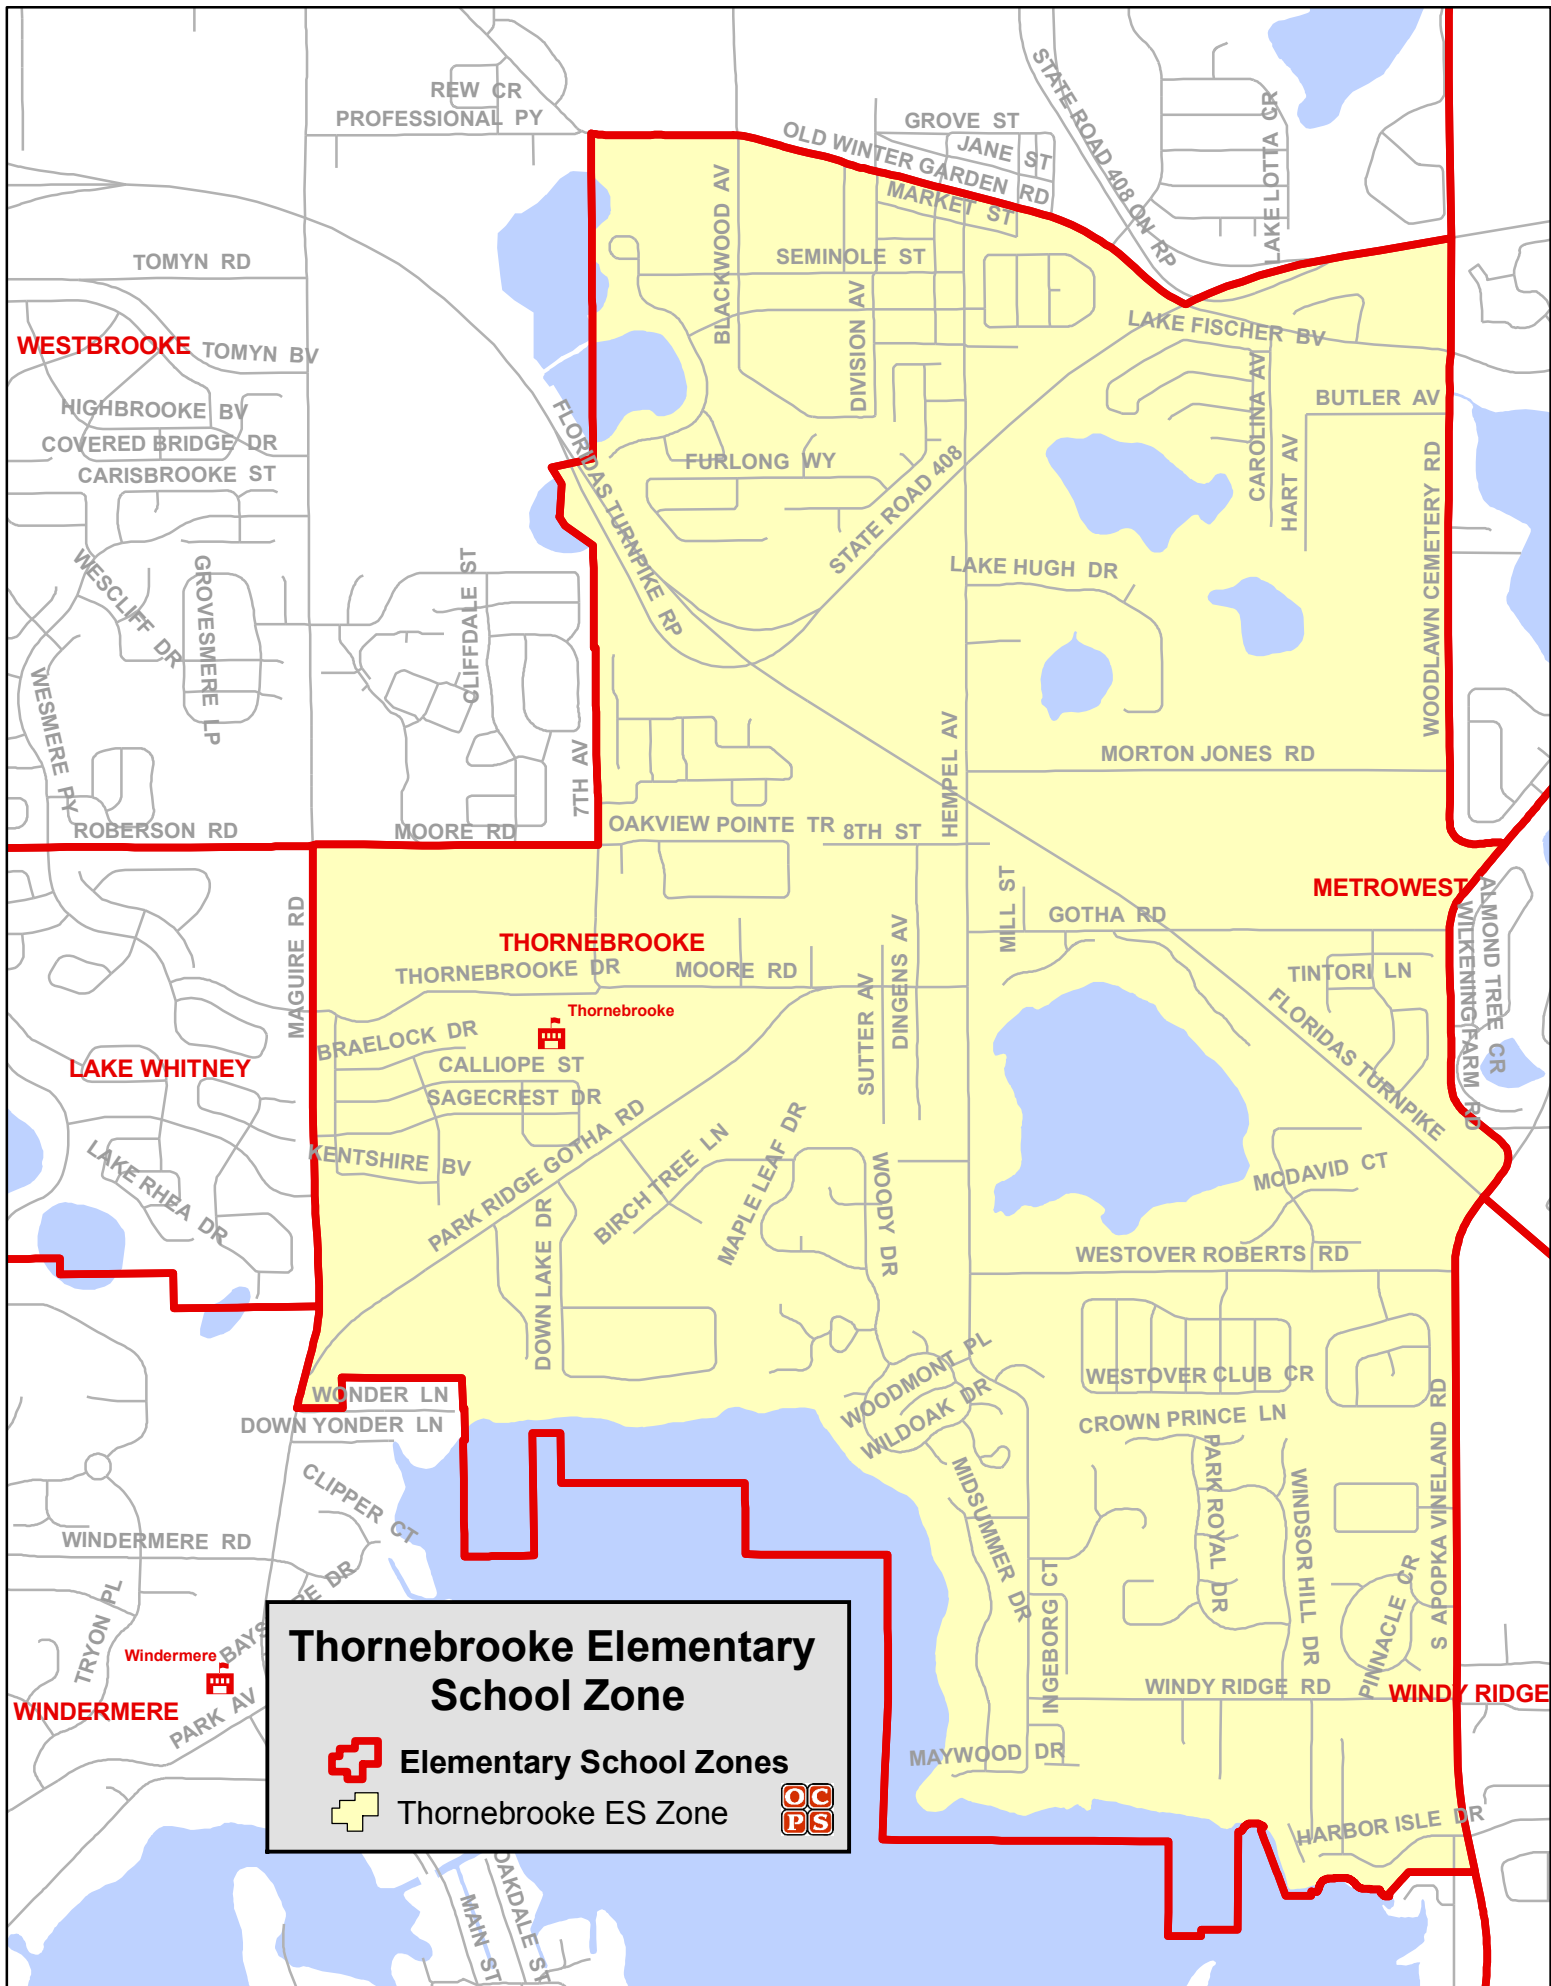 REW CR
PROFESSIONAL PY
GROVE ST
OLD WINTER GARDEN RD
JANE ST
MARKET ST
STATE ROAD 408 ON RP
LAKE LOTTA CR
BLACKWOOD AV
SEMINOLE ST
TOMYN RD
DIVISION AV
LAKE FISCHER BV
WESTBROOKE
TOMYN BV
HIGHBROOKE BV
COVERED BRIDGE DR
CARISBROOKE ST
FLORIDAS TURNPIKE RP
FURLONG WY
STATE ROAD 408
CAROLINA AV
HART AV
BUTLER AV
WOODLAWN CEMETERY RD
LAKE HUGH DR
WESCLIFF DR
GROVESMERE LP
CLIFFDALE ST
WESMERE PY
7TH AV
HEMPEL AV
MORTON JONES RD
ROBERSON RD
MOORE RD
OAKVIEW POINTE TR
8TH ST
METROWEST
MAGUIRE RD
MILL ST
GOTHA RD
ALMOND TREE CR
WILKENING FARM RD
THORNEBROOKE
THORNEBROOKE DR
MOORE RD
SUTTER AV
DINGENS AV
TINTORI LN
FLORIDAS TURNPIKE
Thornebrooke
BRAELOCK DR
CALLIOPE ST
LAKE WHITNEY
SAGECREST DR
KENTSHIRE BV
PARK RIDGE GOTHA RD
BIRCH TREE LN
MAPLE LEAF DR
WOODY DR
LAKE RHEA DR
MCDAVID CT
DOWN LAKE DR
WESTOVER ROBERTS RD
WONDER LN
DOWN YONDER LN
WOODMONT PL
WILDOAK DR
WESTOVER CLUB CR
CROWN PRINCE LN
S APOPKA VINELAND RD
CLIPPER CT
MIDSUMMER DR
PARK ROYAL DR
WINDSOR HILL DR
WINDERMERE RD
INGEBORG CT
PINNACLE CR
TRYON PL
Windermere
WINDERMERE
PARK AV
WINDY RIDGE RD
WINDY RIDGE
MAYWOOD DR
HARBOR ISLE DR
Thornebrooke Elementary
School Zone
Elementary School Zones
Thornebrooke ES Zone
OC
PS
MAIN ST
OAKDALE ST